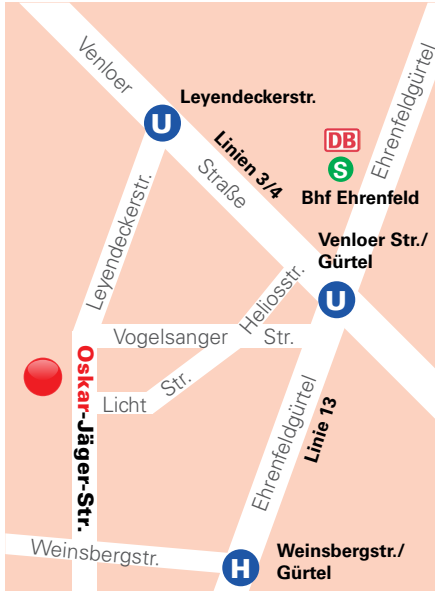 Venloer
Leyendeckerstr.
U
Linien 3/4
Straße
DB
S
Bhf Ehrenfeld
Ehrenfeldgürtel
Venloer Str./
Gürtel
U
Leyendeckerstr.
Heliosstr.
Vogelsanger Str.
Oskar-Jäger-Str.
Licht Str.
Ehrenfeldgürtel
Linie 13
Weinsbergstr.
H
Weinsbergstr./
Gürtel